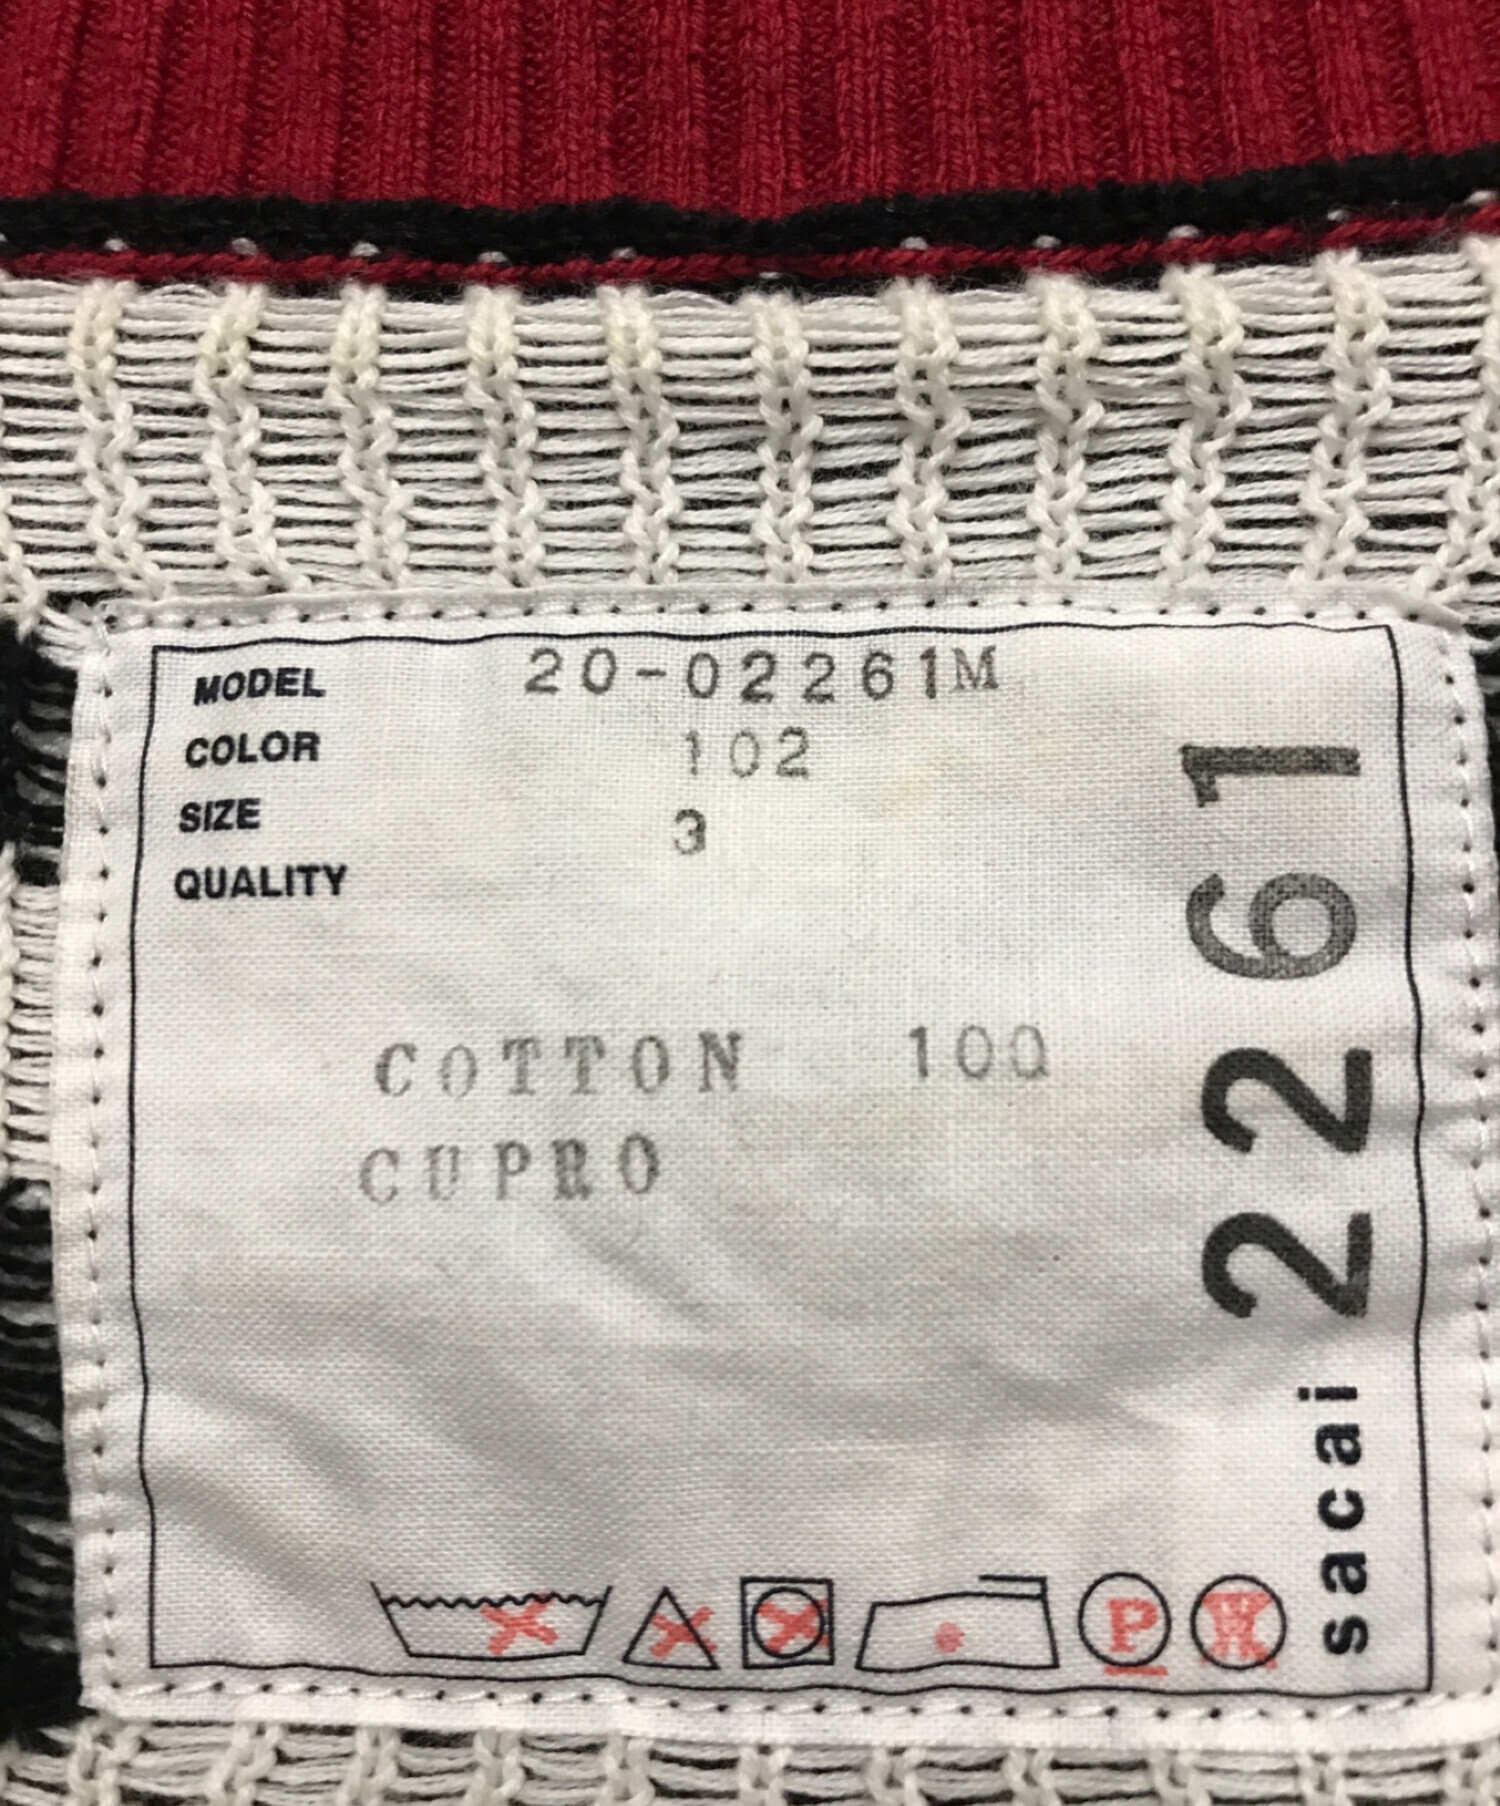 MODEL 20-02261M
COLOR 102
SIZE 3
QUALITY
COTTON 100
CUPRO
sacai 2261
P
W